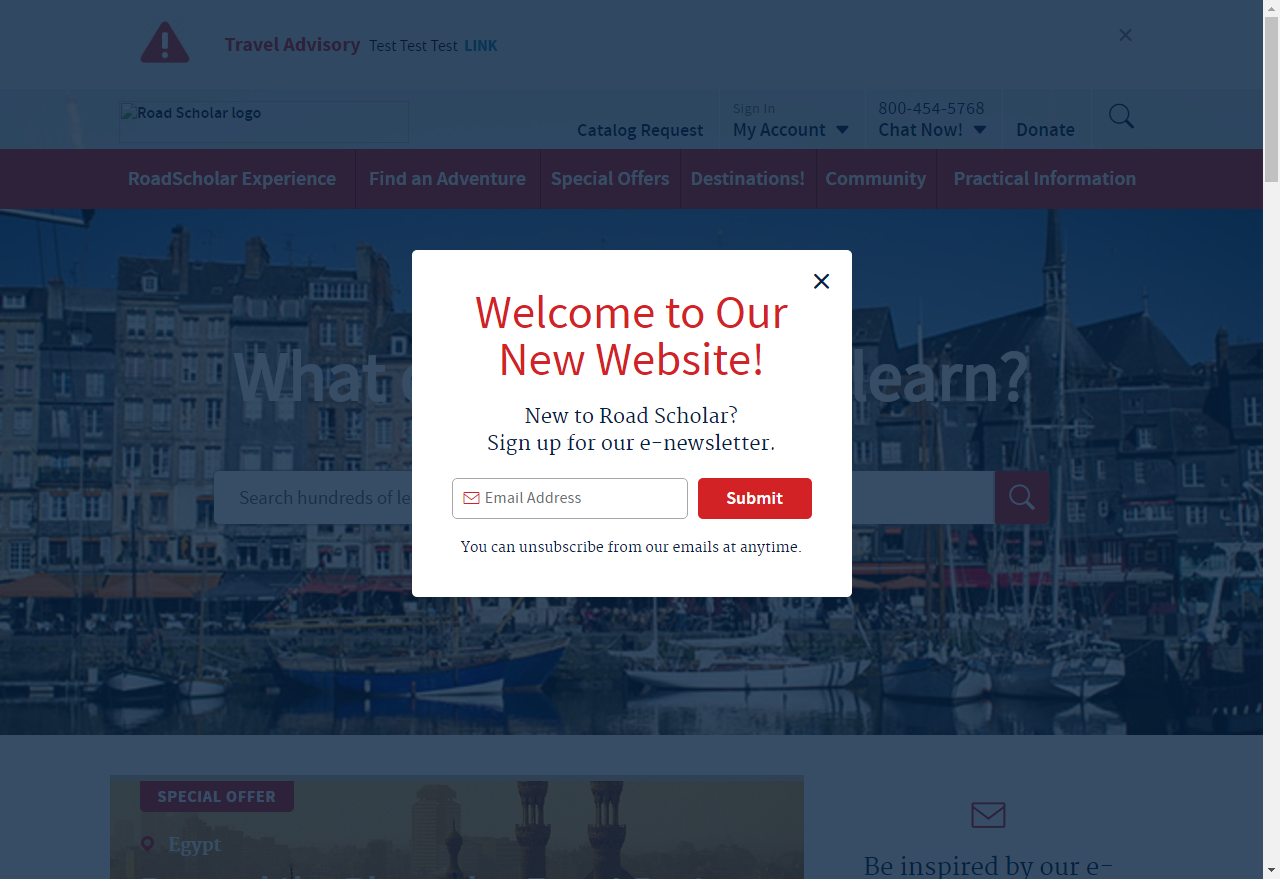 Travel Advisory Test Test Test LINK
Road Scholar logo
Catalog Request
Sign In
My Account
800-454-5768
Chat Now!
Donate
RoadScholar Experience
Find an Adventure
Special Offers
Destinations!
Community
Practical Information
What
learn?
Search hundreds of le
Welcome to Our
New Website!
New to Road Scholar?
Sign up for our e-newsletter.
Email Address
Submit
You can unsubscribe from our emails at anytime.
SPECIAL OFFER
Egypt
Be inspired by our e-